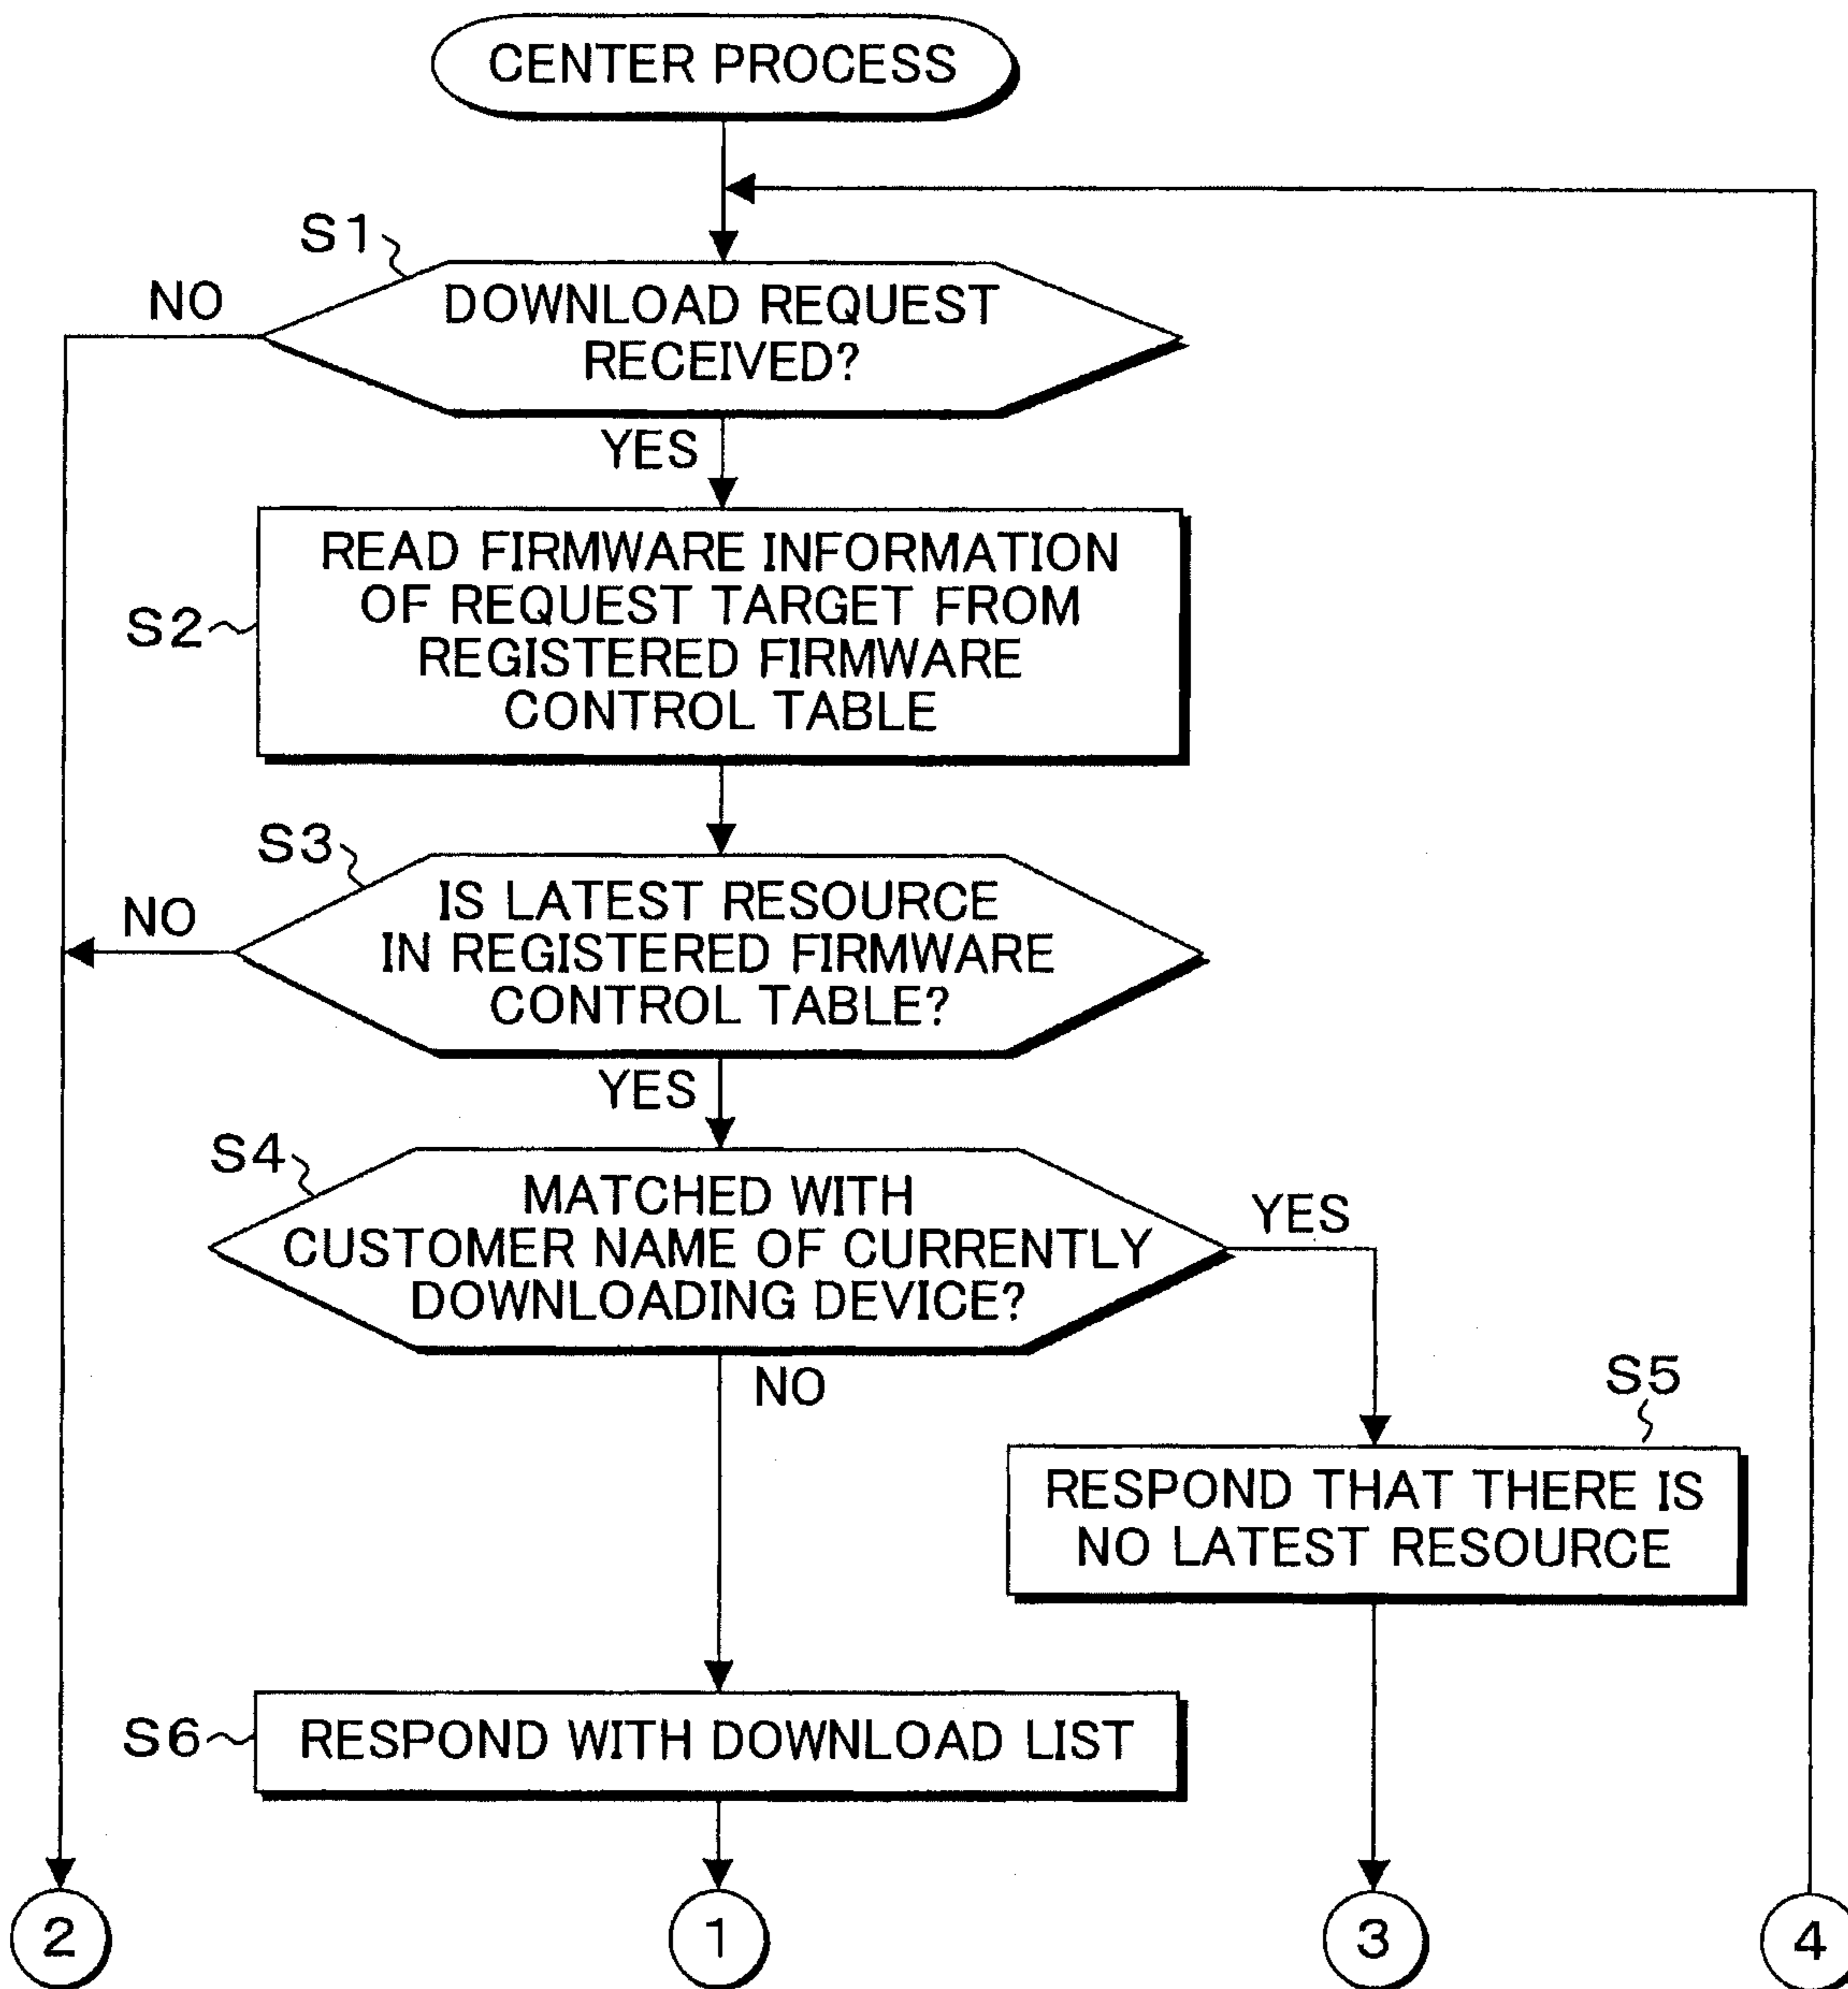 CENTER PROCESS
S1
NO
DOWNLOAD REQUEST
RECEIVED?
YES
S2
READ FIRMWARE INFORMATION
OF REQUEST TARGET FROM
REGISTERED FIRMWARE
CONTROL TABLE
S3
NO
IS LATEST RESOURCE
IN REGISTERED FIRMWARE
CONTROL TABLE?
YES
S4
MATCHED WITH
CUSTOMER NAME OF CURRENTLY
DOWNLOADING DEVICE?
YES
NO
S5
RESPOND THAT THERE IS
NO LATEST RESOURCE
S6
RESPOND WITH DOWNLOAD LIST
2
1
3
4